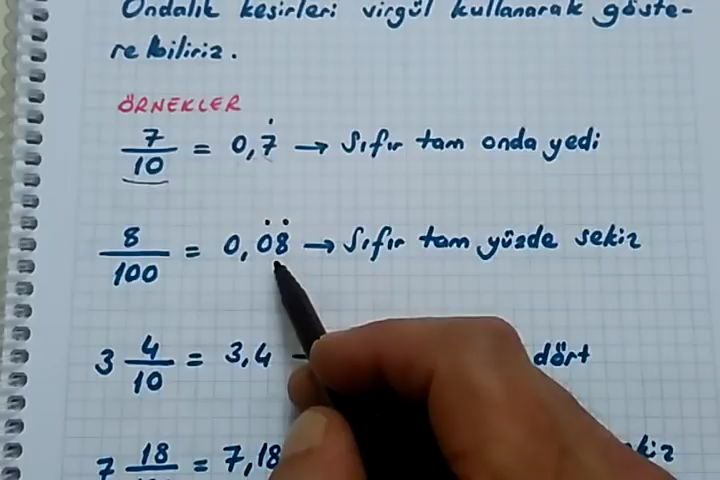 Ondalık kesirleri virgül kullanarak göste-
rebiliriz.
ÖRNEKLER
7/10 = 0,7 → Sıfır tam onda yedi
8/100 = 0,08 → Sıfır tam yüzde sekiz
3 4/10 = 3,4 dört
7 18 = 7,18